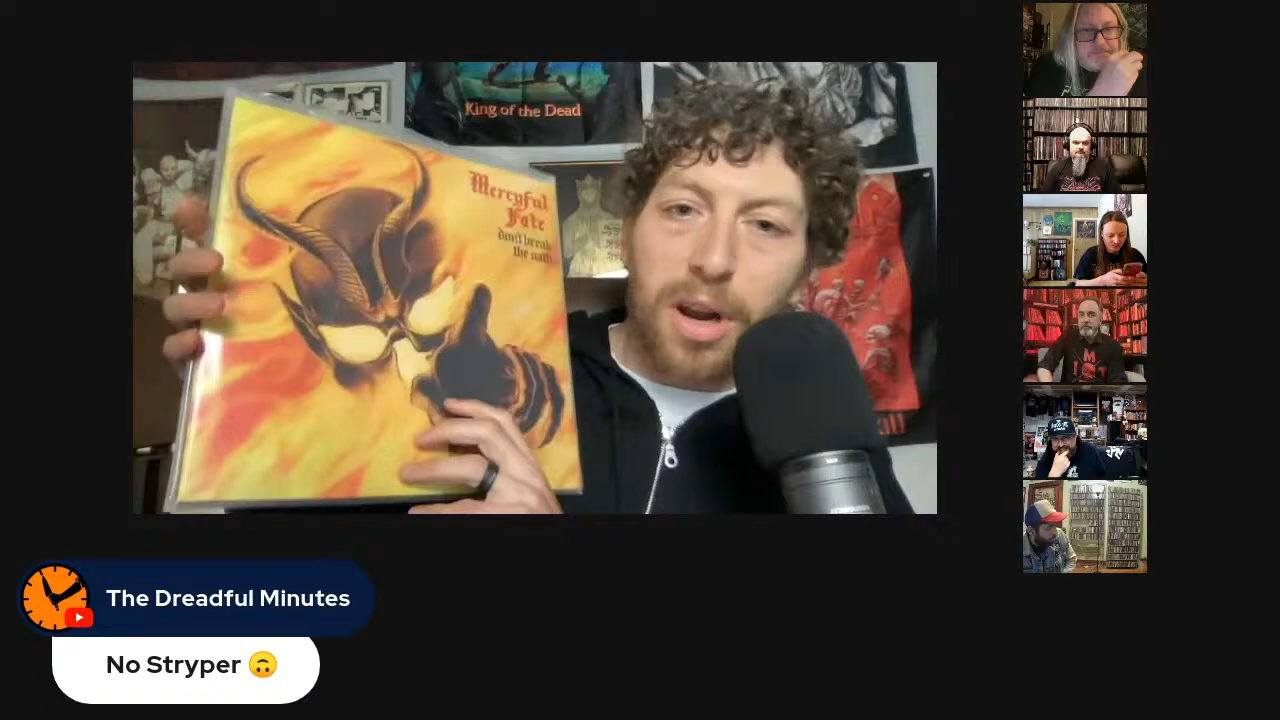 King of the Dead
Mercyful
Fate
don't break
the oath
The Dreadful Minutes
No Stryper 🙃